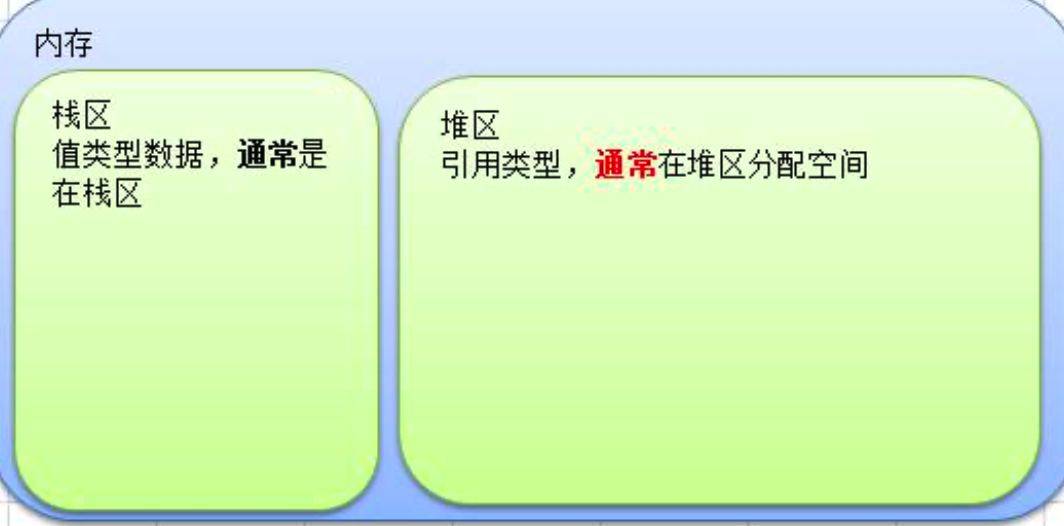 内存
栈区
值类型数据，通常是
在栈区
堆区
引用类型，通常在堆区分配空间